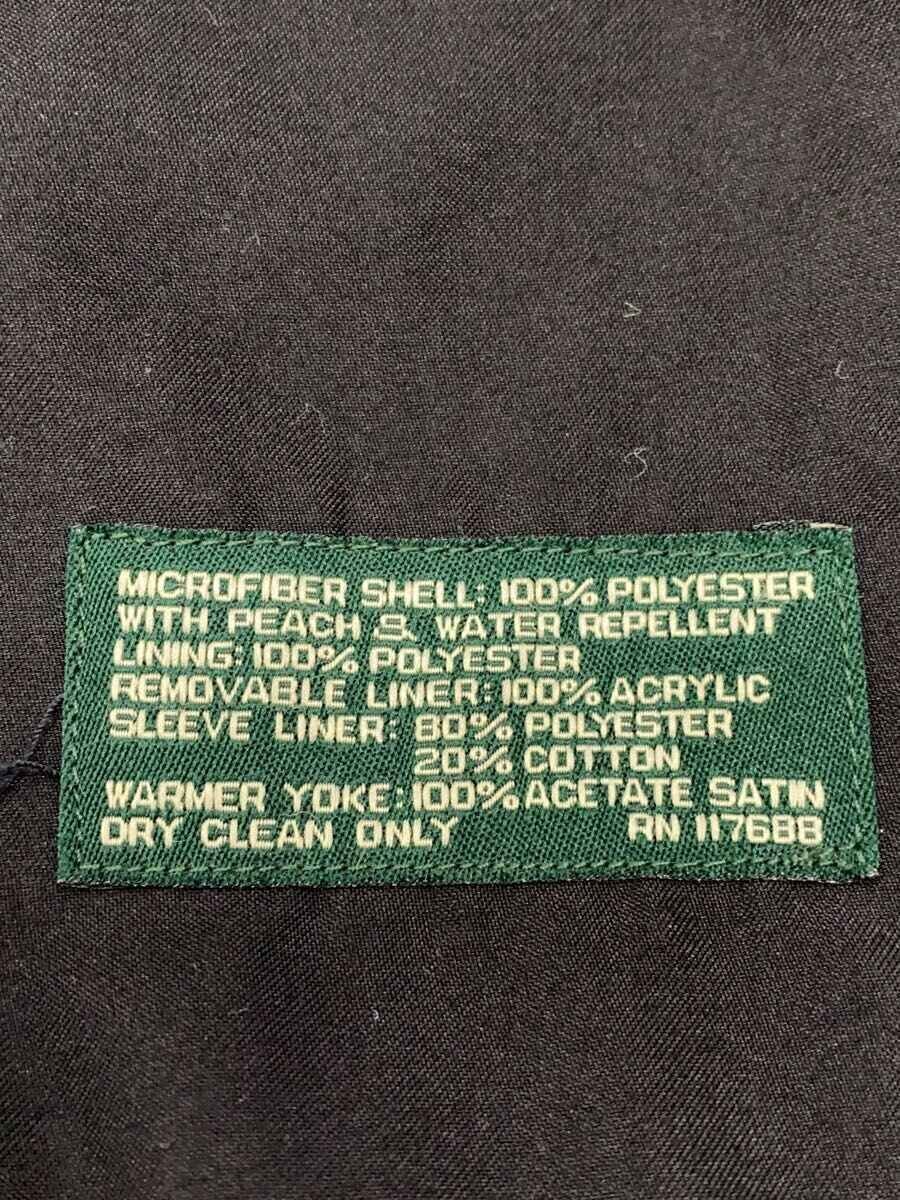 MICROFIBER SHELL: 100% POLYESTER
WITH PEACH & WATER REPELLENT
LINING: 100% POLYESTER
REMOVABLE LINER: 100% ACRYLIC
SLEEVE LINER: 80% POLYESTER
20% COTTON
WARMER YOKE: 100% ACETATE SATIN
DRY CLEAN ONLY RN 117688